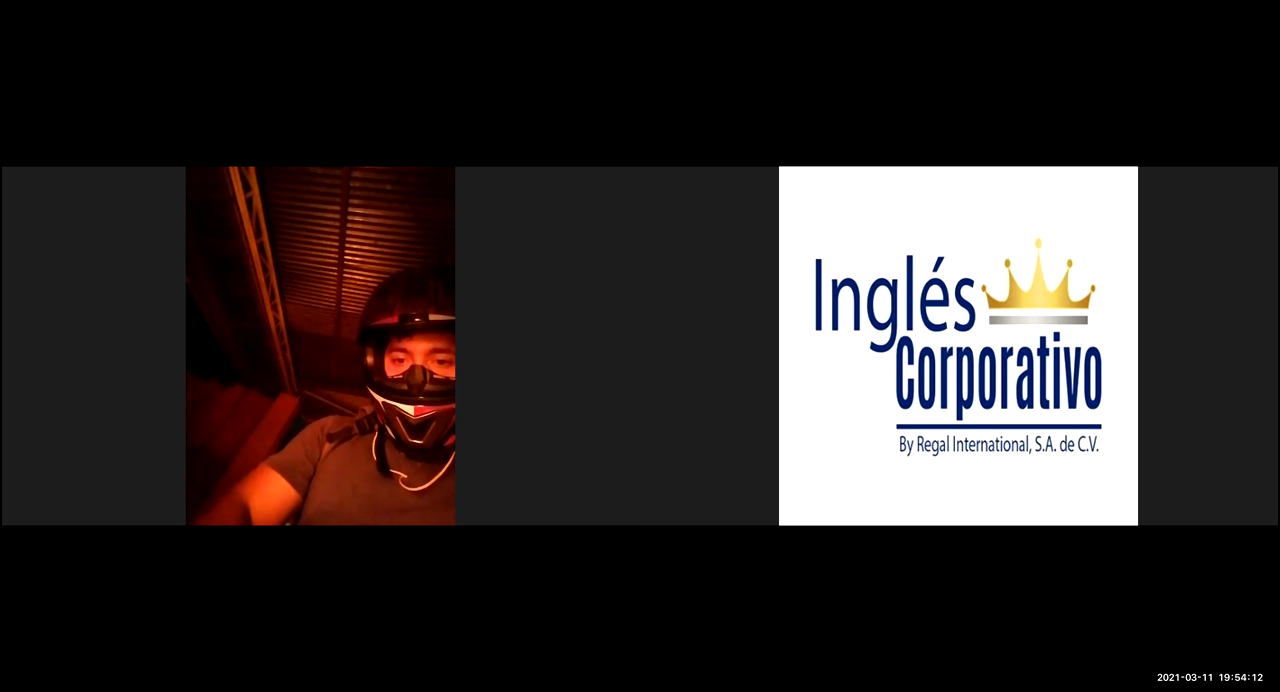 Inglés
Corporativo
By Regal International, S.A. de C.V.
2021-03-11 19:54:12